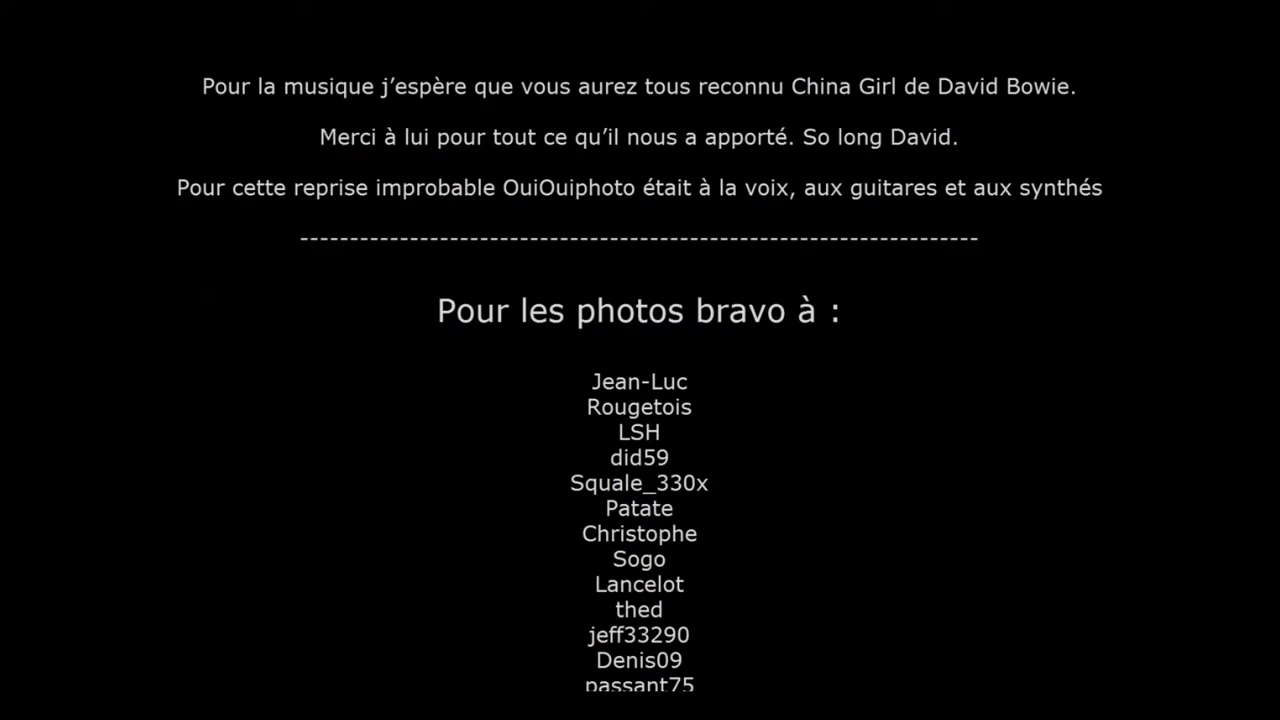 Pour la musique j’espère que vous aurez tous reconnu China Girl de David Bowie.
Merci à lui pour tout ce qu’il nous a apporté. So long David.
Pour cette reprise improbable OuiOuiphoto était à la voix, aux guitares et aux synthés
--------------------------------------------------------------------
Pour les photos bravo à :
Jean-Luc
Rougetois
LSH
did59
Squale_330x
Patate
Christophe
Sogo
Lancelot
thed
jeff33290
Denis09
passant75